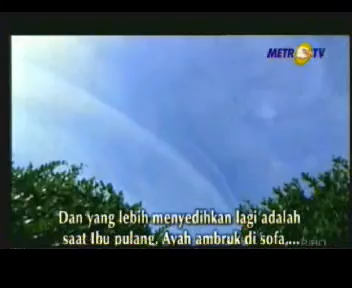 METRO TV
Dan yang lebih menyedihkan lagi adalah
saat Ibu pulang, Ayah ambruk di sofa,...